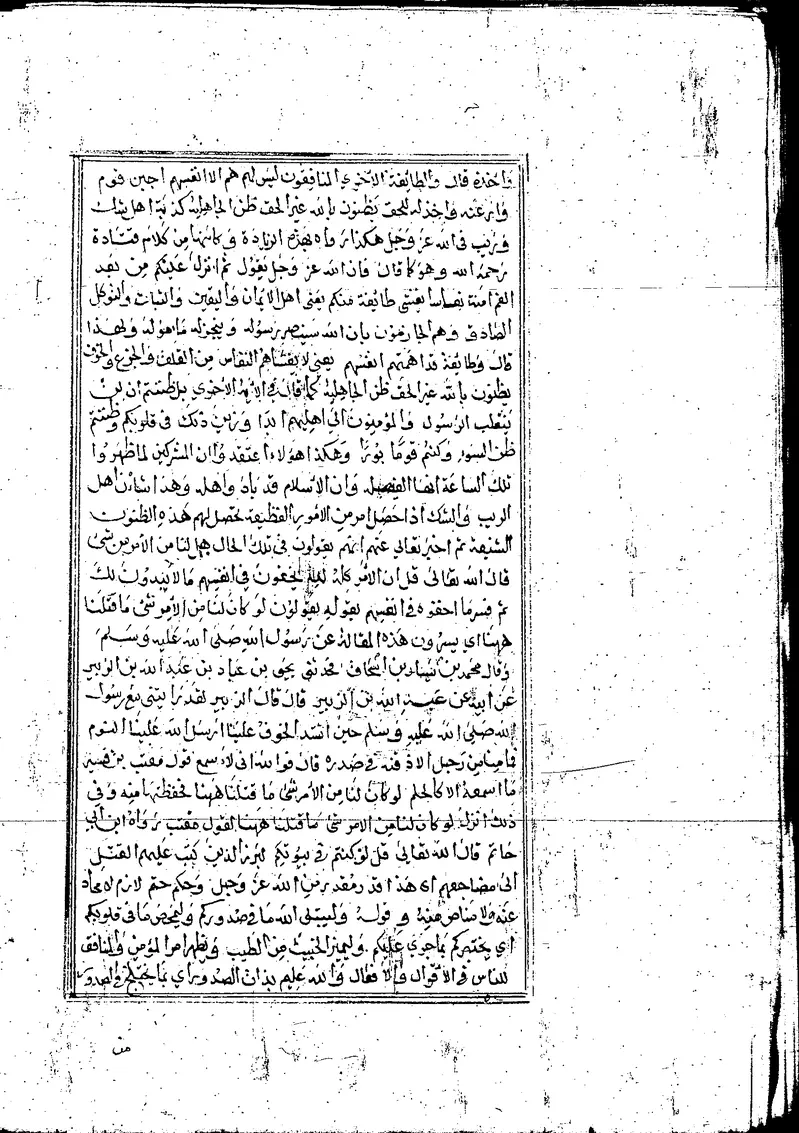 وآخذه قال والطائفة الاخرى المنافقون ليس لهم هم الا انفسهم اجبن قوم
وارعنه واخذله للحق يظنون بالله غير الحق ظن الجاهلية كذبة اهل شك
وريب في الله عز وجل هكذا رواه بهذه الزيادة وكانها من كلام قتادة
رحمه الله وهو كما قال فان الله عز وجل يقول ثم انزل عليكم من بعد
الغم امنة نعاسا يغشى طائفة منكم يعني اهل الايمان واليقين والثبات والتوكل
الصادق وهم الجازمون بان الله سينصر رسوله وينجز له ماموله ولهذا
قال وطائفة قد اهمتهم انفسهم يعني لا يغشاهم النعاس من القلق والجزع والخوف
يظنون بالله غير الحق ظن الجاهلية كما قال في الاية الاخرى بل ظننتم ان لن
ينقلب الرسول والمؤمنون الى اهليهم ابدا وزين ذلك في قلوبكم وظننتم
ظن السوء وكنتم قوما بورا وهكذا هؤلاء اعتقدوا ان المشركين لما ظهروا
تلك الساعة انها الفيصلة وان الاسلام قد باد واهله وهذا شان اهل
الريب والشك اذا حصل امر من الامور الفظيعة تحصل لهم هذه الظنون
الشنيعة ثم اخبر تعالى عنهم انهم يقولون في تلك الحال هل لنا من الامر من شئ
قال الله تعالى قل ان الامر كله لله يخفون في انفسهم ما لا يبدون لك
ثم فسر ما اخفوه في انفسهم بقوله يقولون لو كان لنا من الامر شئ ما قتلنا
ههنا اي يسرون هذه المقالة عن رسول الله صلى الله عليه وسلم
وقال محمد بن اسحاق فحدثني يحيى بن عباد بن عبد الله بن الزبير
عن ابيه عن عبد الله بن الزبير قال قال الزبير لقد رايتني مع رسول
الله صلى الله عليه وسلم حين اشتد الخوف علينا ارسل الله علينا النوم
فما منا من رجل الا ذقنه في صدره قال فوالله اني لاسمع قول معتب بن قشير
ما اسمعه الا كالحلم لو كان لنا من الامر شئ ما قتلنا ههنا فحفظتها منه وفي
ذلك انزل لو كان لنا من الامر شئ ما قتلنا ههنا لقول معتب رواه ابن ابي
حاتم قال الله تعالى قل لو كنتم في بيوتكم لبرز الذين كتب عليهم القتل
الى مضاجعهم اي هذا قدر مقدر من الله عز وجل وحكم حتم لازم لا يحاد
عنه ولا مناص منه وقوله وليبتلي الله ما في صدوركم وليمحص ما في قلوبكم
اي يختبركم بما جرى عليكم وليميز الخبيث من الطيب ويظهر امر المؤمن والمنافق
للناس في الاقوال والافعال والله عليم بذات الصدور اي بما يختلج في الصدور
من